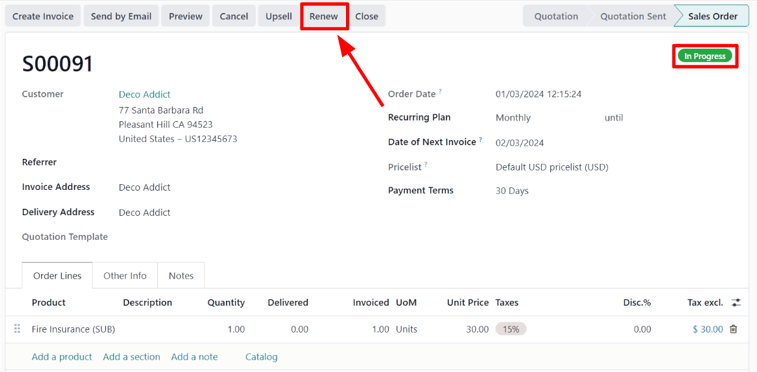 Create Invoice Send by Email Preview Cancel Upsell Renew Close Quotation Quotation Sent Sales Order
S00091
In Progress
Customer Deco Addict
77 Santa Barbara Rd
Pleasant Hill CA 94523
United States – US12345673
Order Date ? 01/03/2024 12:15:24
Recurring Plan Monthly until
Date of Next Invoice ? 02/03/2024
Pricelist ? Default USD pricelist (USD)
Payment Terms 30 Days
Referrer
Invoice Address Deco Addict
Delivery Address Deco Addict
Quotation Template
Order Lines Other Info Notes
Product Description Quantity Delivered Invoiced UoM Unit Price Taxes Disc.% Tax excl.
Fire Insurance (SUB) 1.00 0.00 1.00 Units 30.00 15% 0.00 $ 30.00
Add a product Add a section Add a note Catalog